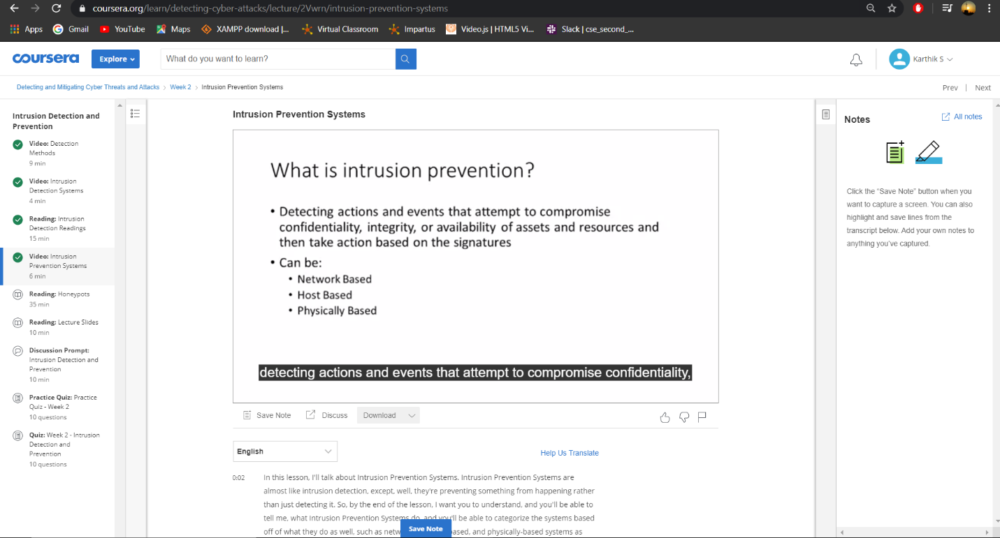 coursera.org/learn/detecting-cyber-attacks/lecture/2Vwrn/intrusion-prevention-systems
Apps Gmail YouTube Maps XAMPP download |... Virtual Classroom Impartus Video.js | HTML5 Vi... Slack | cse_second_...
coursera Explore What do you want to learn? Karthik S
Detecting and Mitigating Cyber Threats and Attacks > Week 2 > Intrusion Prevention Systems Prev | Next
Intrusion Detection and
Prevention
Video: Detection
Methods
9 min
Video: Intrusion
Detection Systems
4 min
Reading: Intrusion
Detection Readings
15 min
Video: Intrusion
Prevention Systems
6 min
Reading: Honeypots
35 min
Reading: Lecture Slides
10 min
Discussion Prompt:
Intrusion Detection and
Prevention
10 min
Practice Quiz: Practice
Quiz - Week 2
10 questions
Quiz: Week 2 - Intrusion
Detection and
Prevention
10 questions
Intrusion Prevention Systems
What is intrusion prevention?
• Detecting actions and events that attempt to compromise
confidentiality, integrity, or availability of assets and resources and
then take action based on the signatures
• Can be:
• Network Based
• Host Based
• Physically Based
detecting actions and events that attempt to compromise confidentiality,
Save Note Discuss Download
English Help Us Translate
0:02 In this lesson, I'll talk about Intrusion Prevention Systems. Intrusion Prevention Systems are
almost like intrusion detection, except, well, they're preventing something from happening rather
than just detecting it. So, by the end of the lesson, I want you to understand, and you'll be able to
tell me, what Intrusion Prevention Systems do, and you'll be able to categorize the systems based
off of what they do as well, such as based, and physically-based systems as
Save Note
Notes All notes
Click the “Save Note” button when you
want to capture a screen. You can also
highlight and save lines from the
transcript below. Add your own notes to
anything you’ve captured.